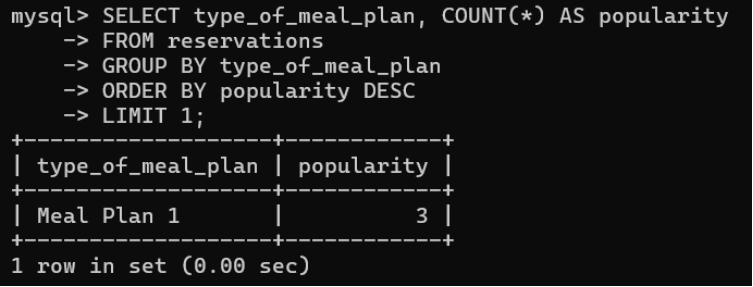 mysql> SELECT type_of_meal_plan, COUNT(*) AS popularity
    -> FROM reservations
    -> GROUP BY type_of_meal_plan
    -> ORDER BY popularity DESC
    -> LIMIT 1;
+-------------------+------------+
| type_of_meal_plan | popularity |
+-------------------+------------+
| Meal Plan 1       |          3 |
+-------------------+------------+
1 row in set (0.00 sec)